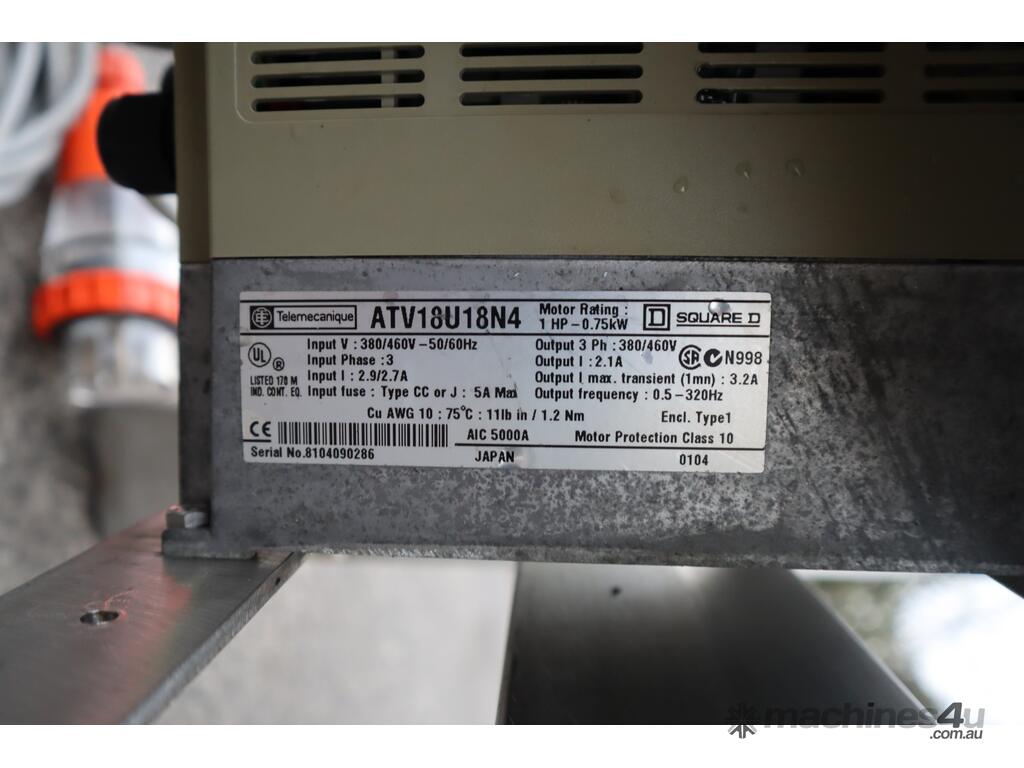 Telemecanique ATV18U18N4 Motor Rating : 1 HP - 0.75kW D SQUARE D
Input V : 380/460V - 50/60Hz Output 3 Ph : 380/460V
UL ® Input Phase : 3 Output I : 2.1A SA C N998
LISTED 178 M Input I : 2.9/2.7A Output I max. transient (1mn) : 3.2A
IND. CONT. EQ. Input fuse : Type CC or J : 5A Max Output frequency : 0.5 - 320Hz
Cu AWG 10 : 75°C : 11lb in / 1.2 Nm Encl. Type1
CE AIC 5000A Motor Protection Class 10
Serial No.8104090286 JAPAN 0104
machines4u
.com.au